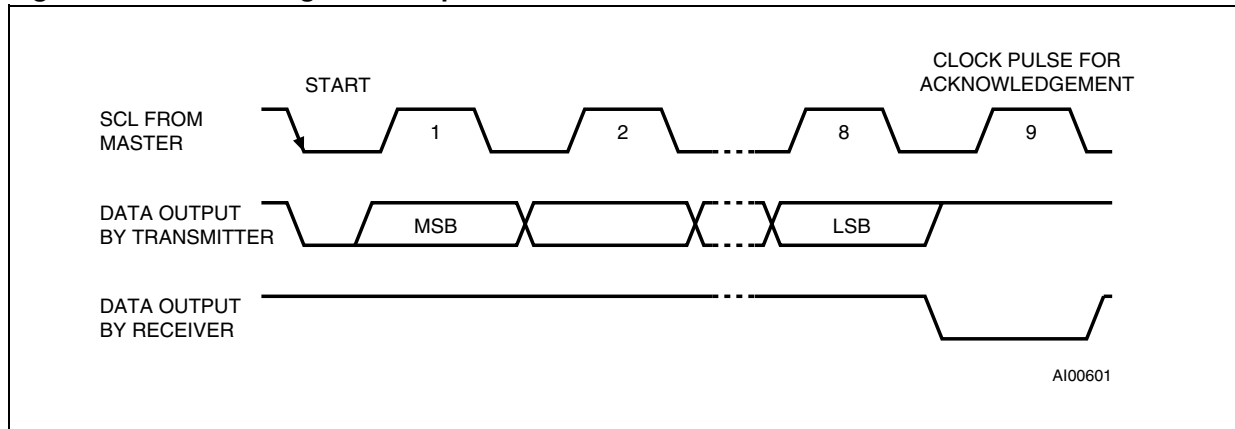 START
CLOCK PULSE FOR
ACKNOWLEDGEMENT
SCL FROM
MASTER
1
2
8
9
DATA OUTPUT
BY TRANSMITTER
MSB
LSB
DATA OUTPUT
BY RECEIVER
AI00601